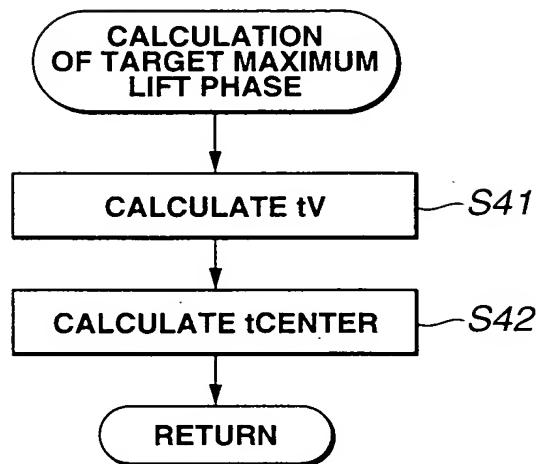 CALCULATION
OF TARGET MAXIMUM
LIFT PHASE
CALCULATE tV
S41
CALCULATE tCENTER
S42
RETURN